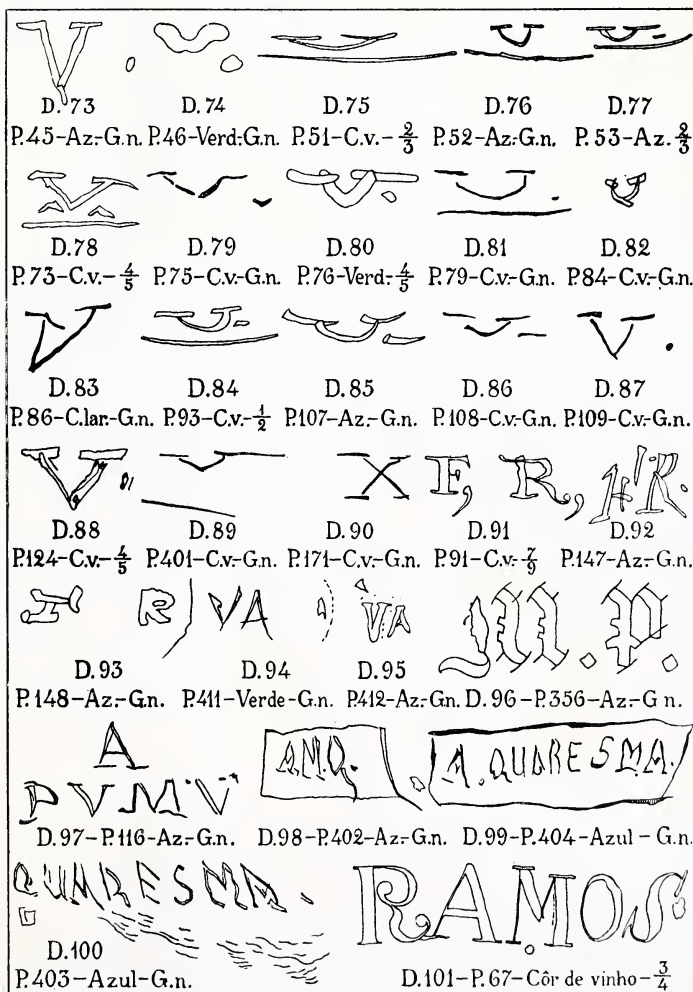 V.
D.73 D.74 D.75 D.76 D.77
P.45-Az.-G.n. P.46-Verd:G.n. P.51-C.v.-2/3 P.52-Az.-G.n. P.53-Az.2/3
D.78 D.79 D.80 D.81 D.82
P.73-C.v.-4/5 P.75-C.v.-G.n. P.76-Verd.-4/5 P.79-C.v.-G.n. P.84-C.v.-G.n.
D.83 D.84 D.85 D.86 D.87
P.86-C.lar.-G.n. P.93-C.v.-1/2 P.107-Az.-G.n. P.108-C.v.-G.n. P.109-C.v.-G.n.
V X F, R, R.
D.88 D.89 D.90 D.91 D.92
P.124-C.v.-4/5 P.401-C.v.-G.n. P.171-C.v.-G.n. P.91-C.v.-7/9 P.147-Az.-G.n.
R VA VA M.P.
D.93 D.94 D.95
P.148-Az.-G.n. P.411-Verde-G.n. P.412-Az.-G.n. D.96-P.356-Az.-G n.
A
P V M V AMQ. A. QUARESMA.
D.97-P.116-Az.-G.n. D.98-P.402-Az.-G.n. D.99-P.404-Azul-G.n.
QUARESMA. RAMOS
D.100
P.403-Azul-G.n. D.101-P.67-Côr de vinho-3/4